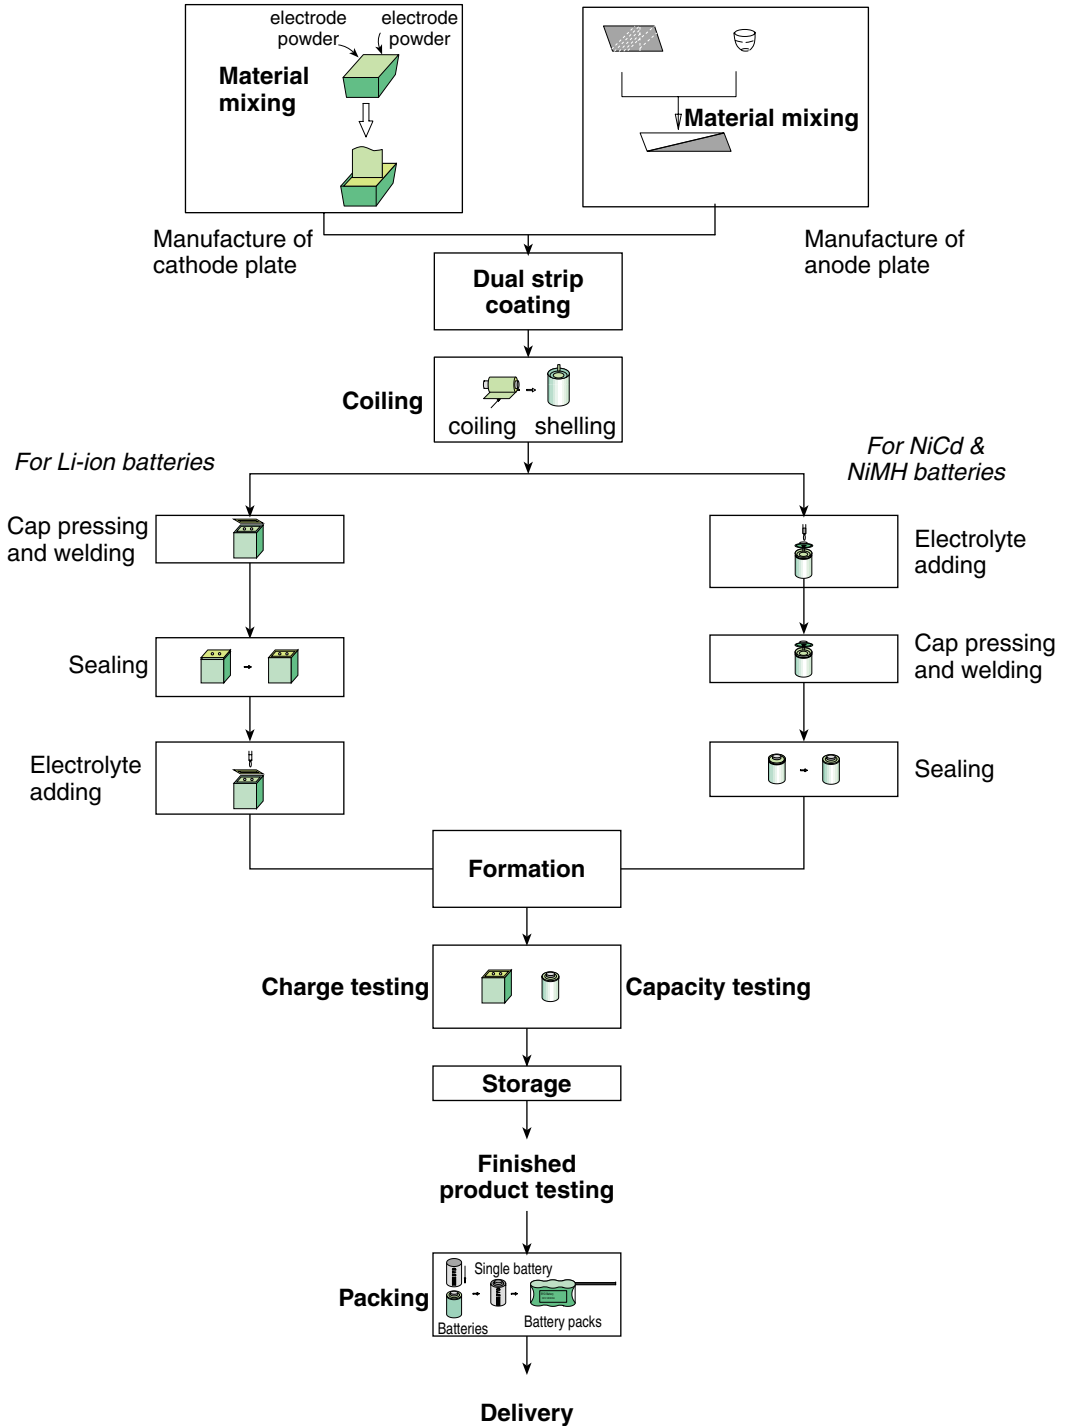 electrode
powder
electrode
powder
Material
mixing
Material mixing
Manufacture of
cathode plate
Manufacture of
anode plate
Dual strip
coating
Coiling
coiling
shelling
For Li-ion batteries
For NiCd &
NiMH batteries
Cap pressing
and welding
Electrolyte
adding
Sealing
Cap pressing
and welding
Electrolyte
adding
Sealing
Formation
Charge testing
Capacity testing
Storage
Finished
product testing
Packing
Single battery
Batteries
Battery packs
Delivery